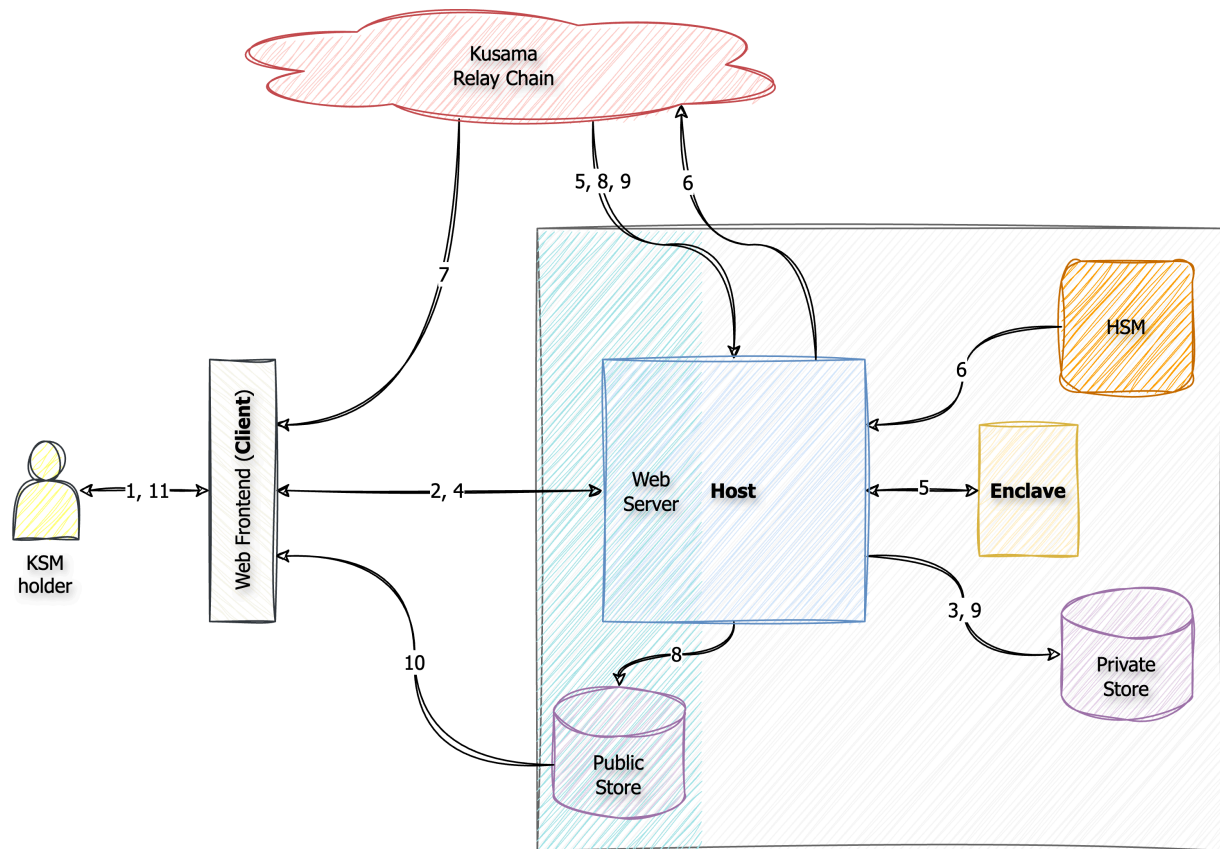 Kusama
Relay Chain
5, 8, 9
6
7
HSM
6
Web Frontend (Client)
1, 11
2, 4
Web
Server
Host
5
Enclave
KSM
holder
3, 9
8
10
Private
Store
Public
Store